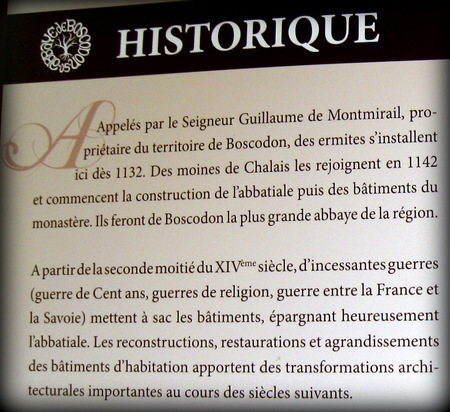 ABBAYE DE BOSCODON
HISTORIQUE
A Appelés par le Seigneur Guillaume de Montmirail, pro-
priétaire du territoire de Boscodon, des ermites s'installent
ici dès 1132. Des moines de Chalais les rejoignent en 1142
et commencent la construction de l'abbatiale puis des bâtiments du
monastère. Ils feront de Boscodon la plus grande abbaye de la région.
A partir de la seconde moitié du XIVème siècle, d'incessantes guerres
(guerre de Cent ans, guerres de religion, guerre entre la France et
la Savoie) mettent à sac les bâtiments, épargnant heureusement
l'abbatiale. Les reconstructions, restaurations et agrandissements
des bâtiments d'habitation apportent des transformations archi-
tecturales importantes au cours des siècles suivants.